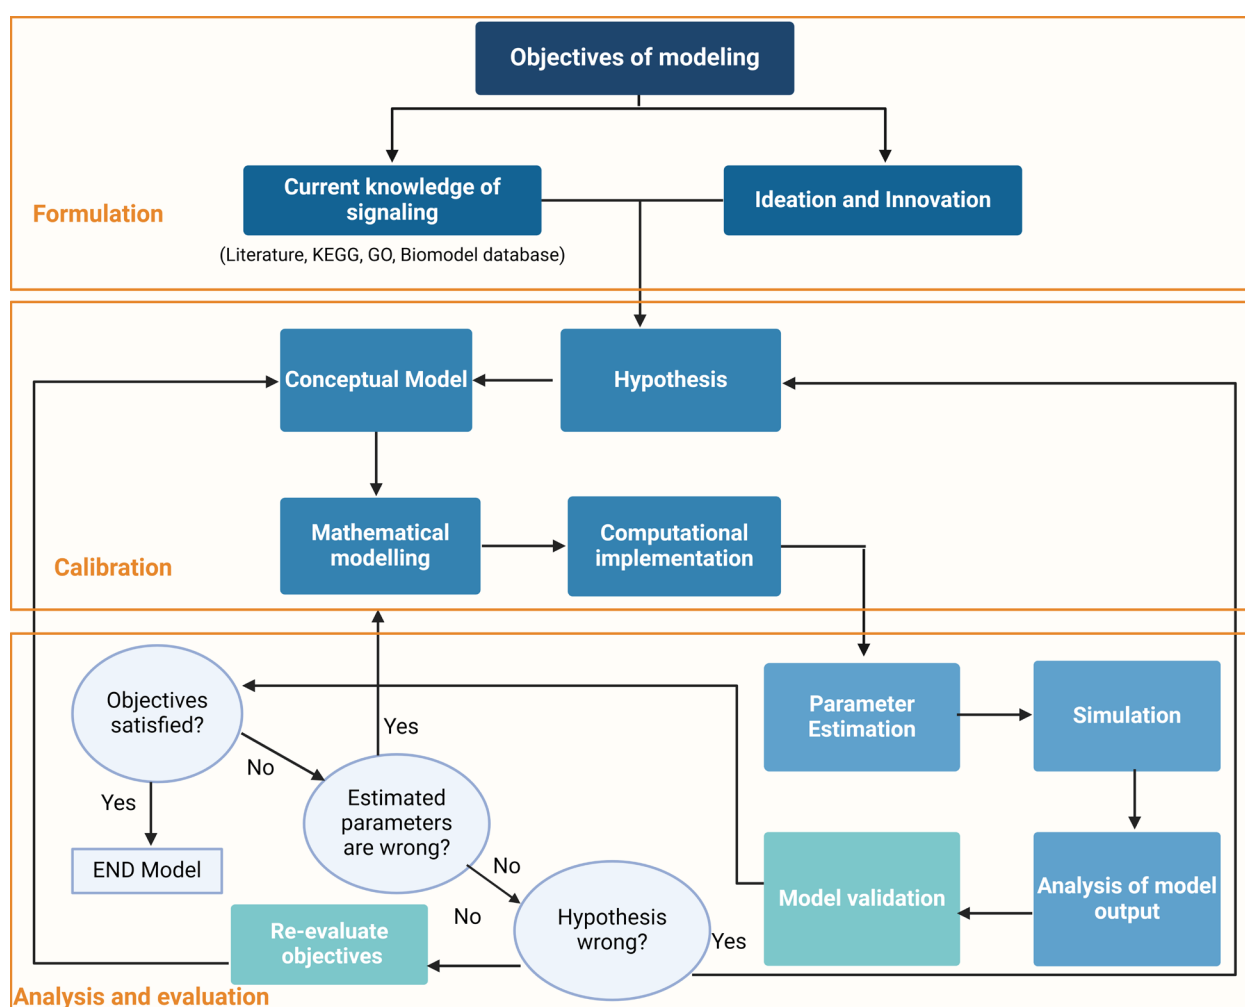 Objectives of modeling
Current knowledge of
signaling
Ideation and Innovation
Formulation
(Literature, KEGG, GO, Biomodel database)
Conceptual Model
Hypothesis
Mathematical
modelling
Computational
implementation
Calibration
Objectives
satisfied?
Parameter
Estimation
Simulation
Yes
No
Yes
Estimated
parameters
are wrong?
END Model
No
Model validation
Analysis of model
output
No
Hypothesis
wrong?
Yes
Re-evaluate
objectives
Analysis and evaluation